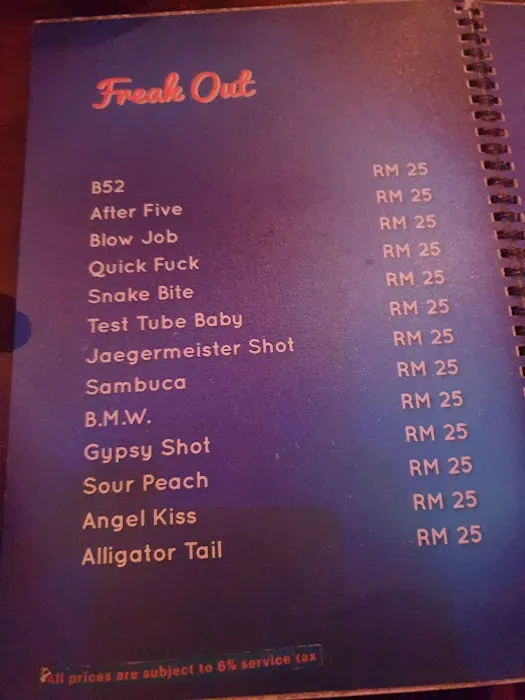 Freak Out
B52 RM 25
After Five RM 25
Blow Job RM 25
Quick Fuck RM 25
Snake Bite RM 25
Test Tube Baby RM 25
Jaegermeister Shot RM 25
Sambuca RM 25
B.M.W. RM 25
Gypsy Shot RM 25
Sour Peach RM 25
Angel Kiss RM 25
Alligator Tail RM 25
All prices are subject to 6% service tax